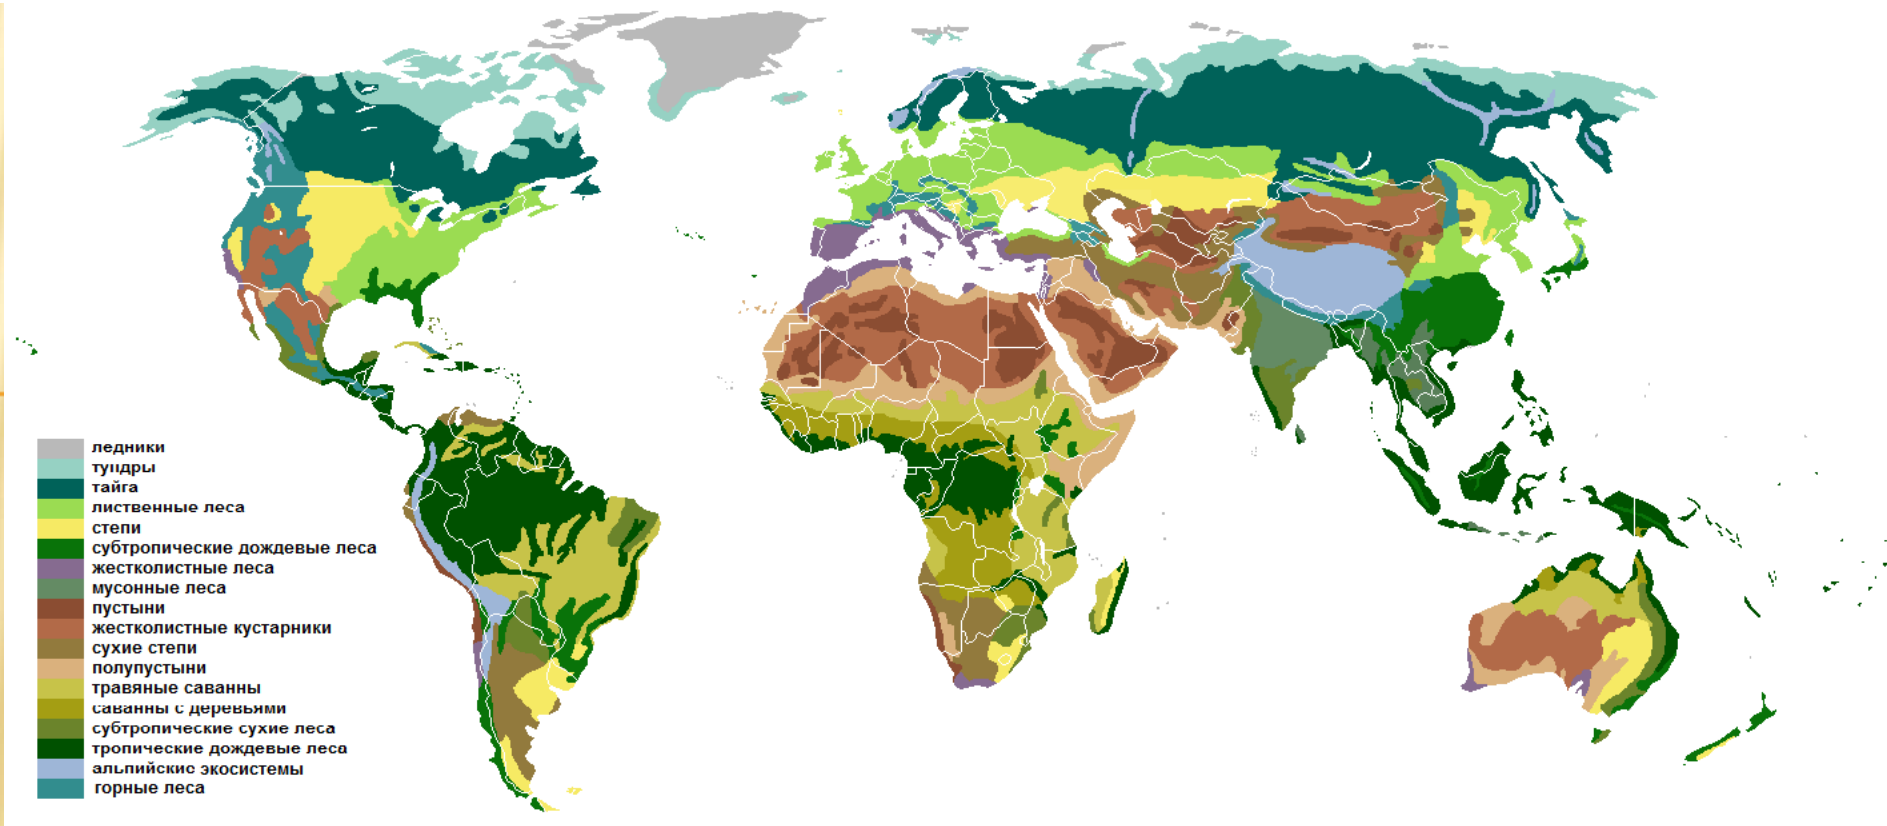 ледники
тундры
тайга
лиственные леса
степи
субтропические дождевые леса
жестколистные леса
мусонные леса
пустыни
жестколистные кустарники
сухие степи
полупустыни
травяные саванны
саванны с деревьями
субтропические сухие леса
тропические дождевые леса
альпийские экосистемы
горные леса